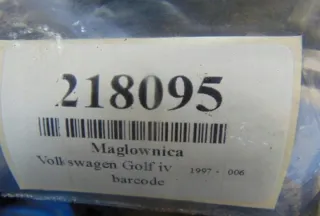 218095
Maglownica
Volkswagen Golf iv 1997 - 006
barcode